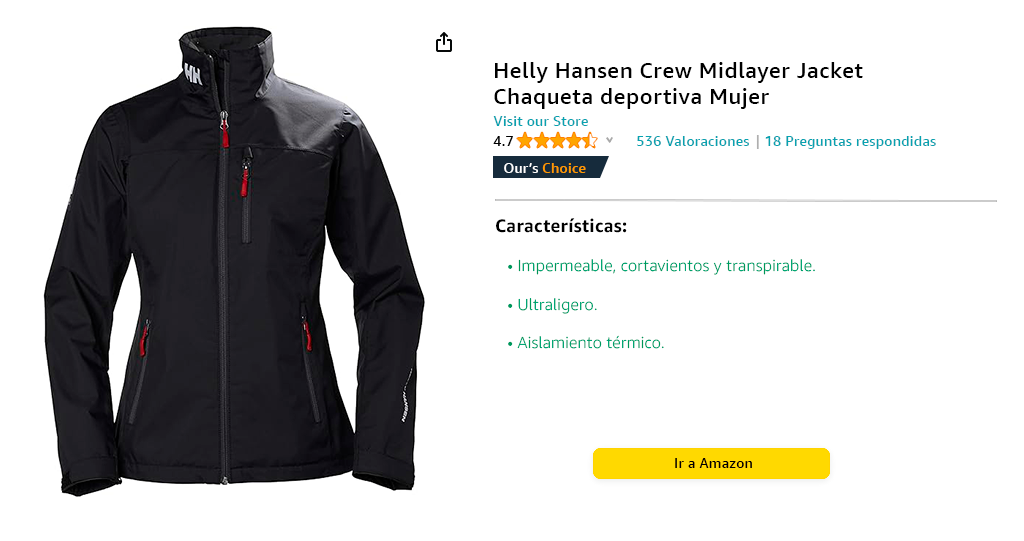 HH
Helly Hansen Crew Midlayer Jacket
Chaqueta deportiva Mujer
Visit our Store
4.7
536 Valoraciones | 18 Preguntas respondidas
Our's Choice
Características:
• Impermeable, cortavientos y transpirable.
• Ultraligero.
• Aislamiento térmico.
HANSEN
Ir a Amazon